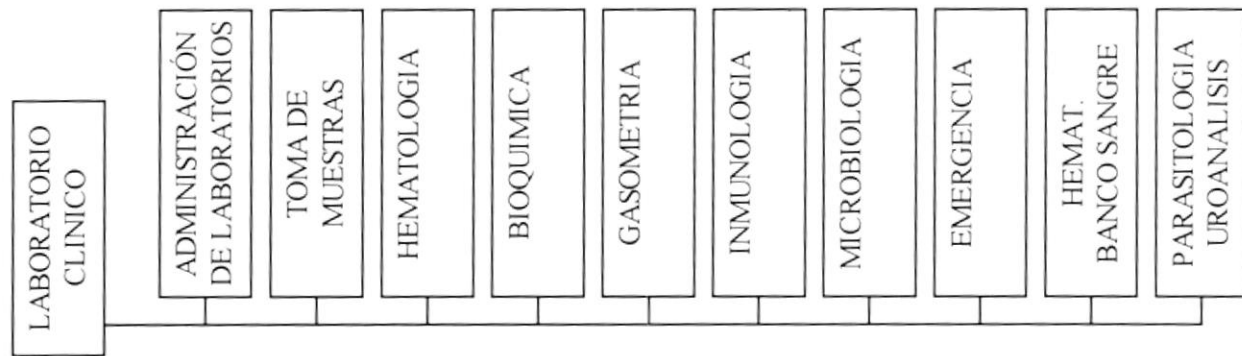 LABORATORIO
CLINICO
ADMINISTRACIÓN
DE LABORATORIOS
TOMA DE
MUESTRAS
HEMATOLOGIA
BIOQUIMICA
GASOMETRIA
INMUNOLOGIA
MICROBIOLOGIA
EMERGENCIA
HEMAT.
BANCO SANGRE
PARASITOLOGIA
UROANALISIS